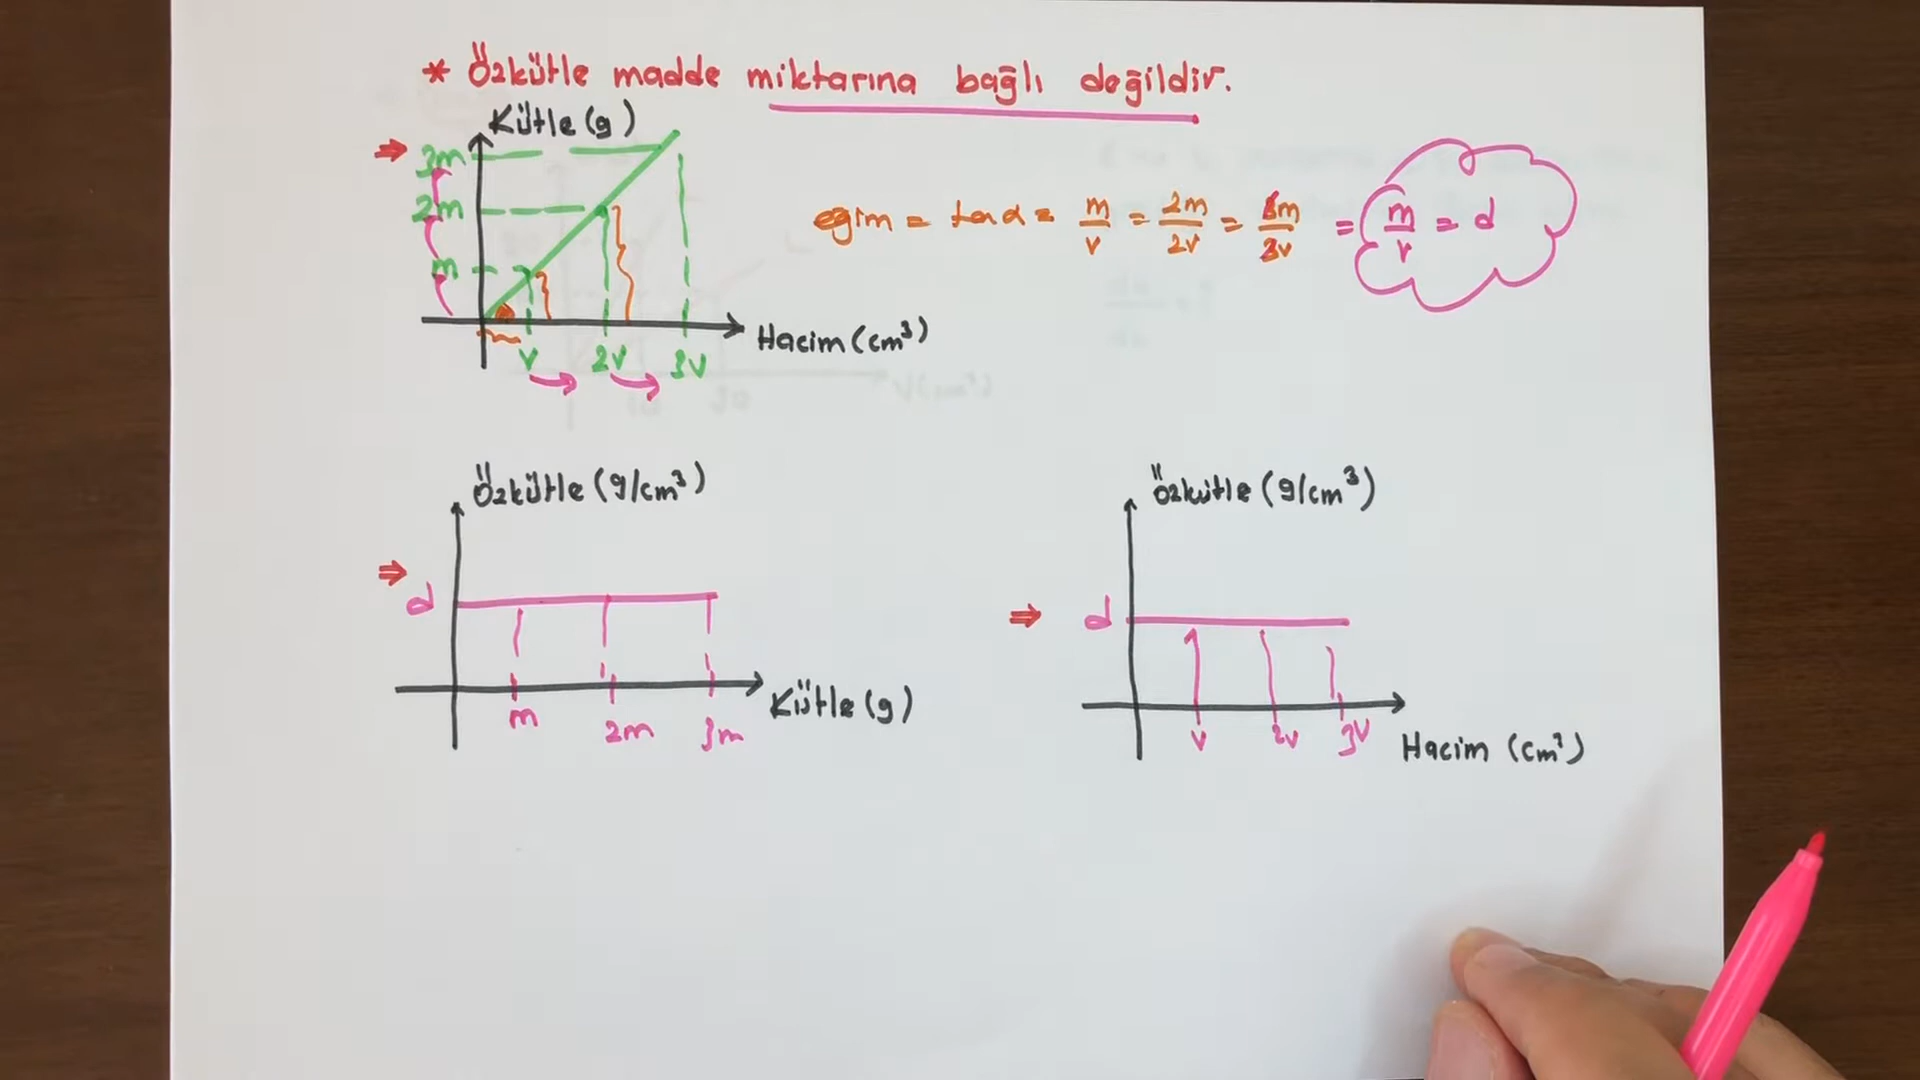 * Özkütle madde miktarına bağlı değildir.
Kütle (g)
3m
2m
m
V
2V
3V
Hacim (cm³)
eğim = tan α = m/v = 2m/2v = 3m/3v = m/v = d
Özkütle (g/cm³)
d
m
2m
3m
Kütle (g)
Özkütle (g/cm³)
d
V
2V
3V
Hacim (cm³)